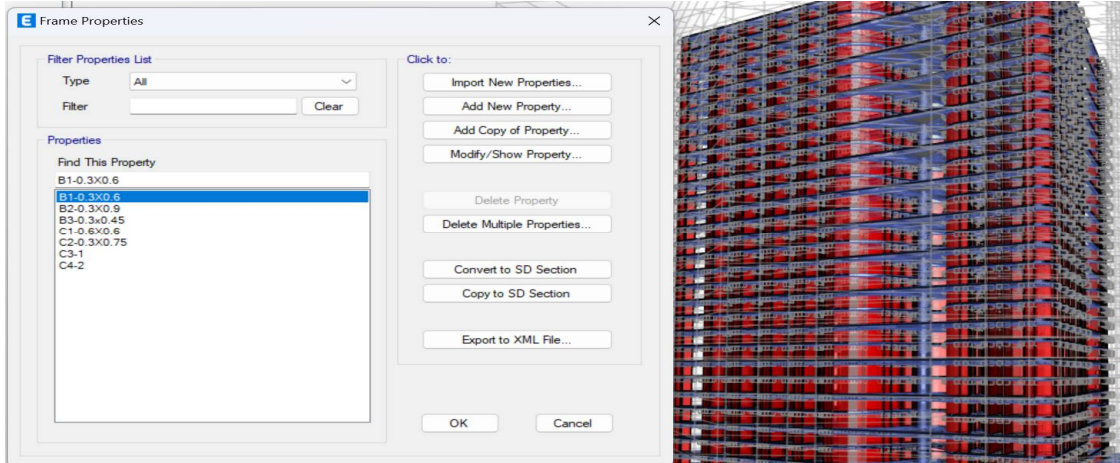 E Frame Properties
Filter Properties List
Type All
Filter Clear
Properties
Find This Property
B1-0.3X0.6
B1-0.3X0.6
B2-0.3X0.9
B3-0.3x0.45
C1-0.6X0.6
C2-0.3X0.75
C3-1
C4-2
Click to:
Import New Properties...
Add New Property...
Add Copy of Property...
Modify/Show Property...
Delete Property
Delete Multiple Properties...
Convert to SD Section
Copy to SD Section
Export to XML File...
OK Cancel